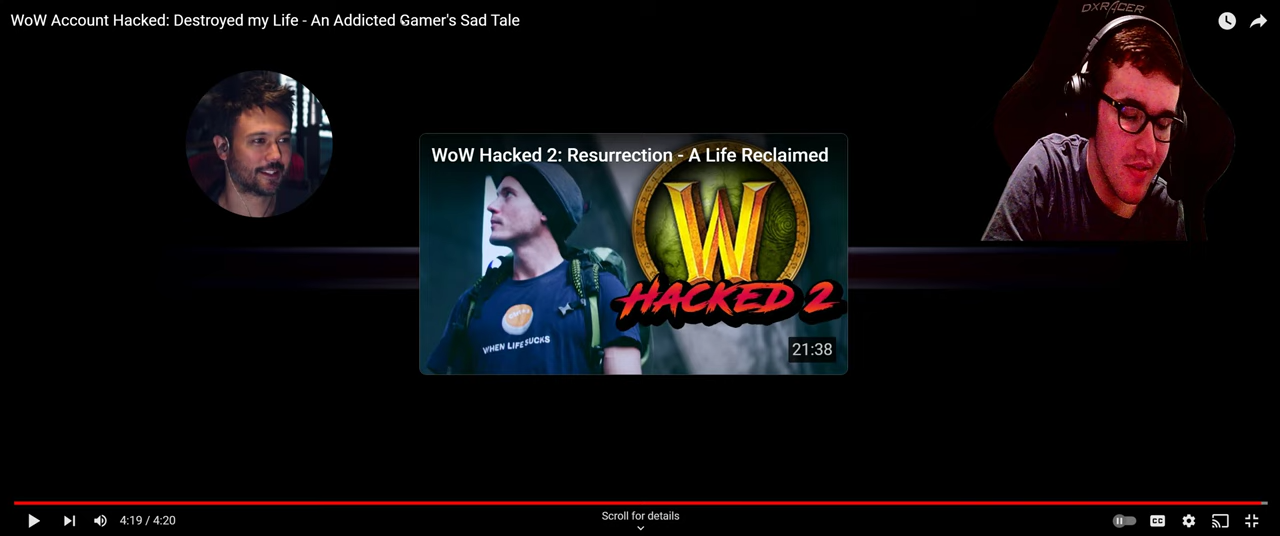 WoW Account Hacked: Destroyed my Life - An Addicted Gamer's Sad Tale
DXRACER
WoW Hacked 2: Resurrection - A Life Reclaimed
W
HACKED 2
WHEN LIFE SUCKS
21:38
4:19 / 4:20
Scroll for details
CC